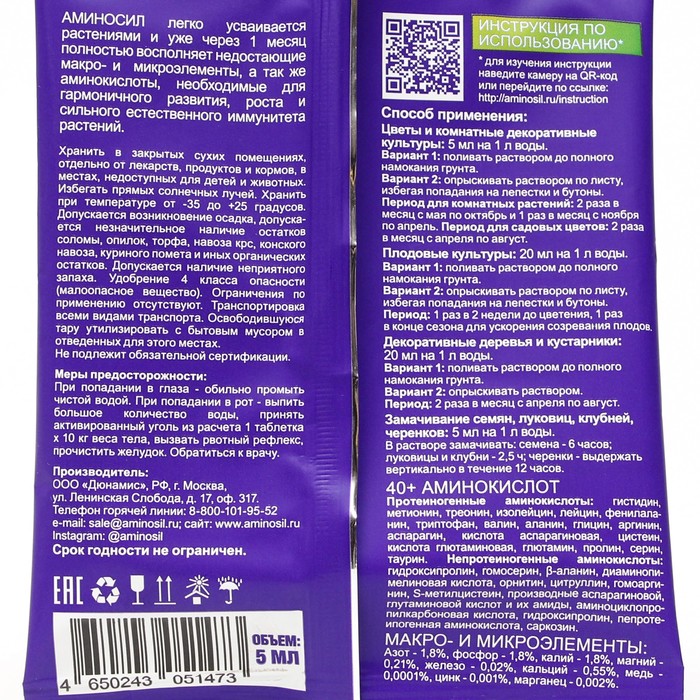 АМИНОСИЛ легко усваивается
растениями и уже через 1 месяц
полностью восполняет недостающие
макро- и микроэлементы, а так же
аминокислоты, необходимые для
гармоничного развития, роста и
сильного естественного иммунитета
растений.
Хранить в закрытых сухих помещениях,
отдельно от лекарств, продуктов и кормов, в
местах, недоступных для детей и животных.
Избегать прямых солнечных лучей. Хранить
при температуре от -35 до +25 градусов.
Допускается возникновение осадка, допуска-
ется незначительное наличие остатков
соломы, опилок, торфа, навоза крс, конского
навоза, куриного помета и иных органических
остатков. Допускается наличие неприятного
запаха. Удобрение 4 класса опасности
(малоопасное вещество). Ограничения по
применению отсутствуют. Транспортировка
всеми видами транспорта. Освободившуюся
тару утилизировать с бытовым мусором в
отведенных для этого местах.
Не подлежит обязательной сертификации.
Меры предосторожности:
При попадании в глаза - обильно промыть
чистой водой. При попадании в рот - выпить
большое количество воды, принять
активированный уголь из расчета 1 таблетка
х 10 кг веса тела, вызвать рвотный рефлекс,
прочистить желудок. Обратиться к врачу.
Производитель:
ООО «Дюнамис», РФ, г. Москва,
ул. Ленинская Слобода, д. 17, оф. 317.
Телефон горячей линии: 8-800-101-95-52
e-mail: sale@aminosil.ru; сайт: www.aminosil.ru
Instagram: @aminosil
Срок годности не ограничен.
EAC
4 650243 051473
ОБЪЕМ:
5 МЛ
ИНСТРУКЦИЯ ПО
ИСПОЛЬЗОВАНИЮ*
* для изучения инструкции
наведите камеру на QR-код
или перейдите по ссылке:
http://aminosil.ru/instruction
Способ применения:
Цветы и комнатные декоративные
культуры: 5 мл на 1 л воды.
Вариант 1: поливать раствором до полного
намокания грунта.
Вариант 2: опрыскивать раствором по листу,
избегая попадания на лепестки и бутоны.
Период для комнатных растений: 2 раза в
месяц с мая по октябрь и 1 раз в месяц с ноября
по апрель. Период для садовых цветов: 2 раза
в месяц с апреля по август.
Плодовые культуры: 20 мл на 1 л воды.
Вариант 1: поливать раствором до полного
намокания грунта.
Вариант 2: опрыскивать раствором по листу,
избегая попадания на лепестки и бутоны.
Период: 1 раз в 2 недели до цветения, 1 раз
в конце сезона для ускорения созревания плодов.
Декоративные деревья и кустарники:
20 мл на 1 л воды.
Вариант 1: поливать раствором до полного
намокания грунта.
Вариант 2: опрыскивать раствором.
Период: 2 раза в месяц с апреля по август.
Замачивание семян, луковиц, клубней,
черенков: 5 мл на 1 л воды.
В растворе замачивать: семена - 6 часов;
луковицы и клубни - 2,5 ч; черенки - выдержать
вертикально в течение 12 часов.
40+ АМИНОКИСЛОТ
Протеиногенные аминокислоты: гистидин,
метионин, треонин, изолейцин, лейцин, фенилала-
нин, триптофан, валин, аланин, глицин, аргинин,
аспарагин, кислота аспарагиновая, цистеин,
кислота глютаминовая, глютамин, пролин, серин,
таурин. Непротеиногенные аминокислоты:
гидроксипролин, гомосерин, β-аланин, диаминопи-
мелиновая кислота, орнитин, цитруллин, гомоарги-
нин, S-метилцистеин, производные аспарагиновой,
глутаминовой кислот и их амиды, аминоциклопро-
пилкарбоновая кислота, гидроксипролин, непроте-
ипогенная аминокислота, саркозин.
МАКРО- И МИКРОЭЛЕМЕНТЫ:
Азот - 1,8%, фосфор - 1,8%, калий - 1,8%, магний -
0,21%, железо - 0,02%, кальций - 0,55%, медь -
0,0001%, цинк - 0,001%, марганец - 0,002%